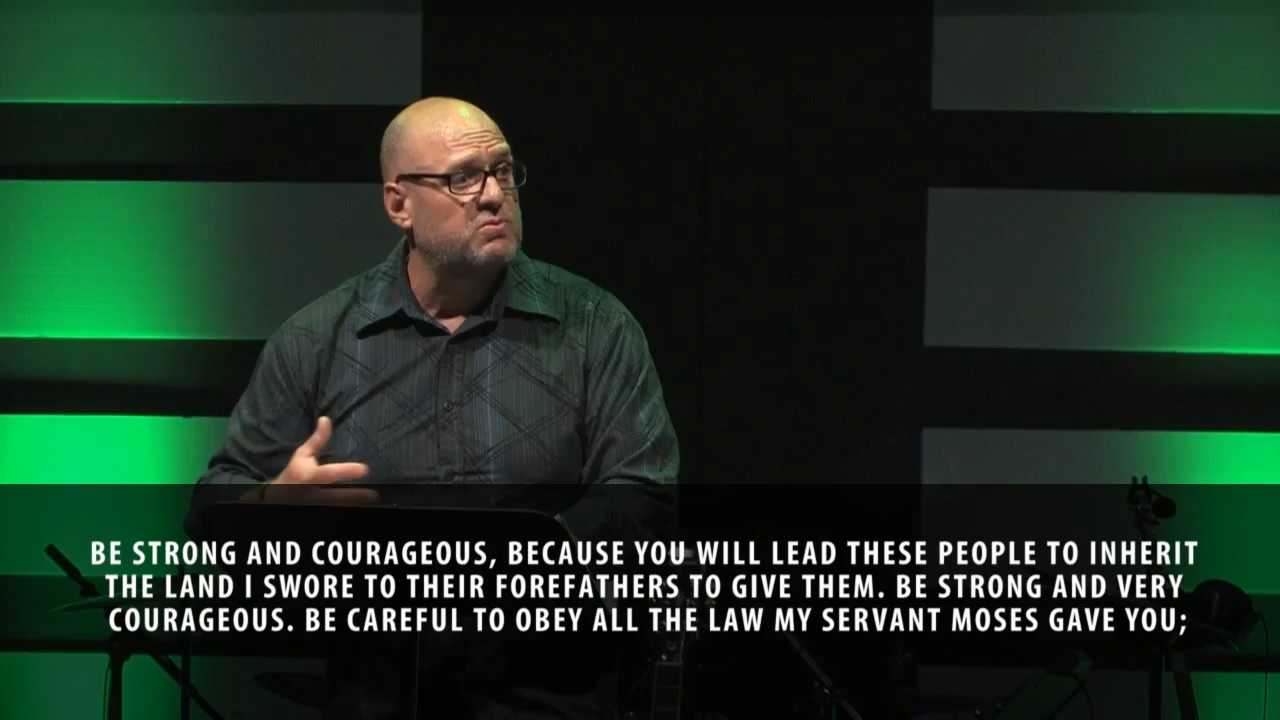 BE STRONG AND COURAGEOUS, BECAUSE YOU WILL LEAD THESE PEOPLE TO INHERIT
THE LAND I SWORE TO THEIR FOREFATHERS TO GIVE THEM. BE STRONG AND VERY
COURAGEOUS. BE CAREFUL TO OBEY ALL THE LAW MY SERVANT MOSES GAVE YOU;